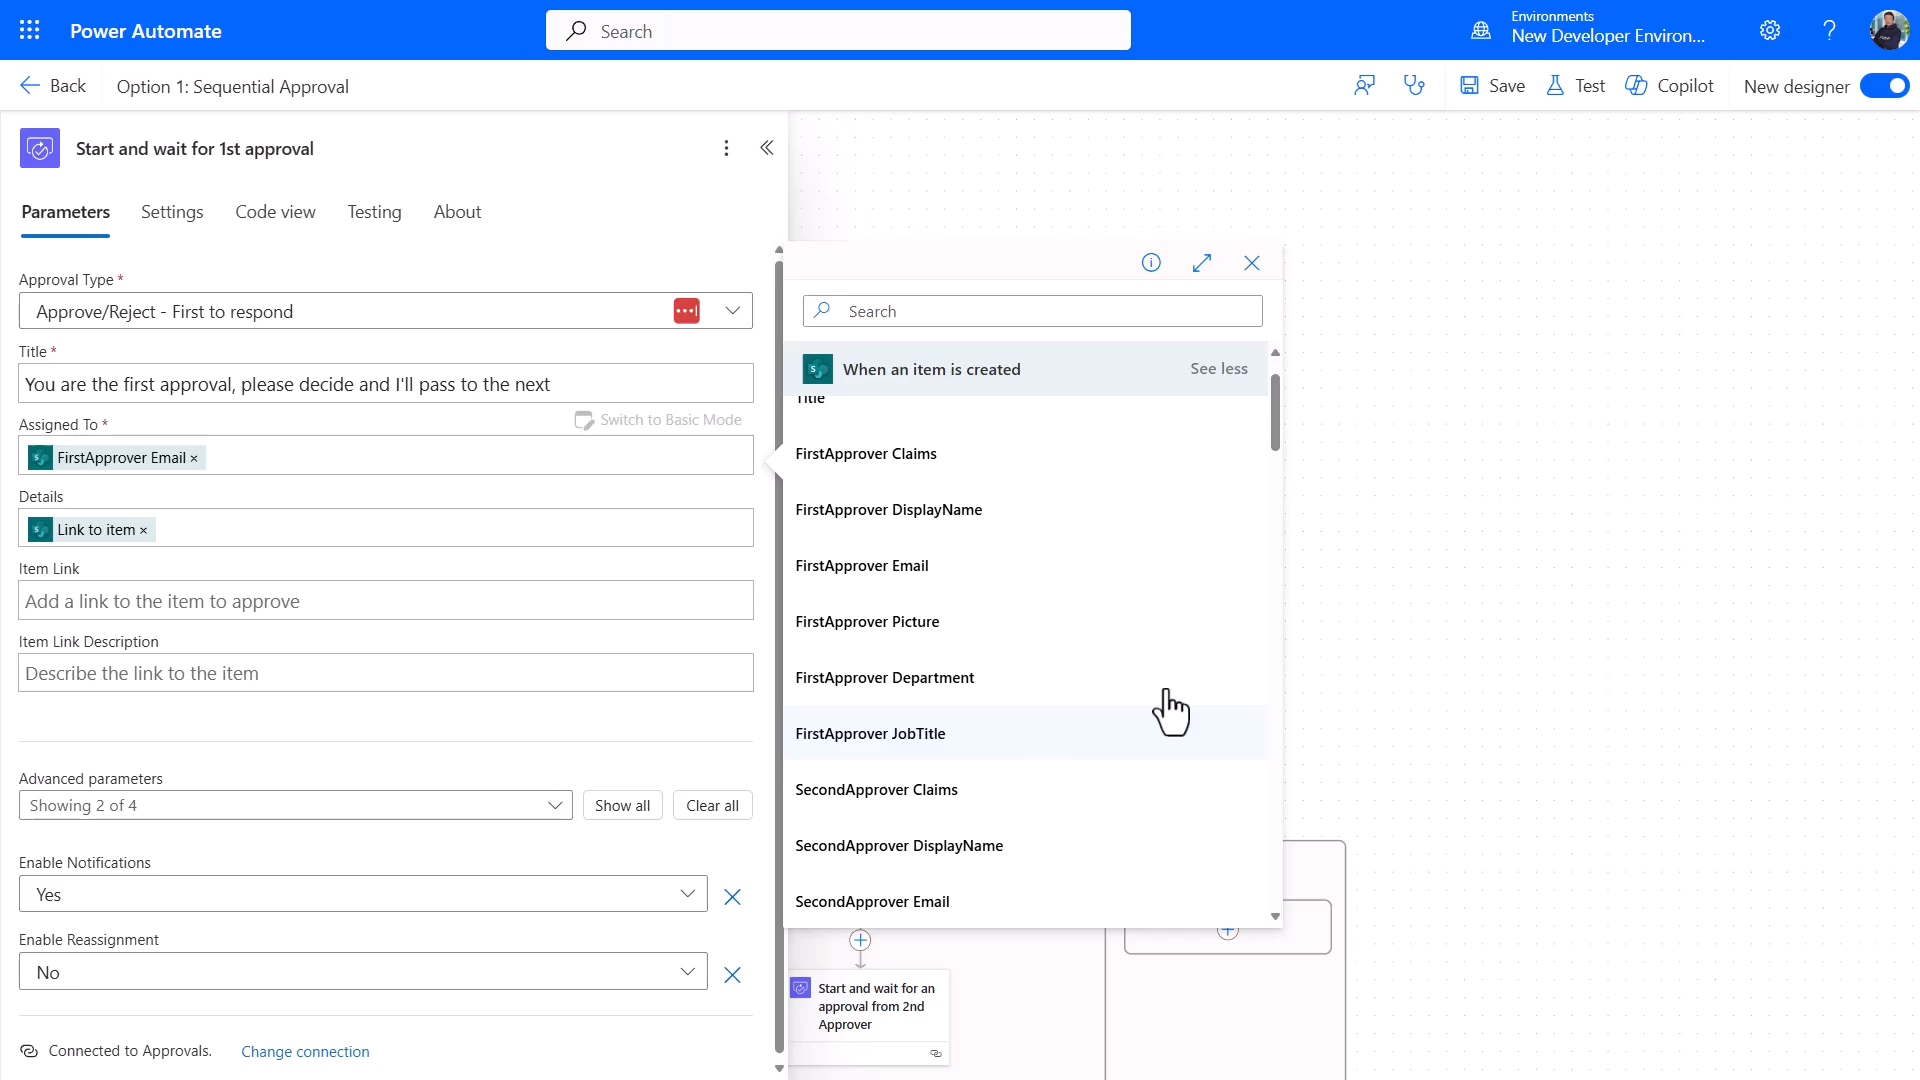 Power Automate
Search
Environments
New Developer Environ...
Back
Option 1: Sequential Approval
Save
Test
Copilot
New designer
Start and wait for 1st approval
Parameters
Settings
Code view
Testing
About
Approval Type *
Approve/Reject - First to respond
Title *
You are the first approval, please decide and I'll pass to the next
Assigned To *
Switch to Basic Mode
FirstApprover Email ×
Details
Link to item ×
Item Link
Add a link to the item to approve
Item Link Description
Describe the link to the item
Advanced parameters
Showing 2 of 4
Show all
Clear all
Enable Notifications
Yes
Enable Reassignment
No
Connected to Approvals.
Change connection
Search
When an item is created
See less
Title
FirstApprover Claims
FirstApprover DisplayName
FirstApprover Email
FirstApprover Picture
FirstApprover Department
FirstApprover JobTitle
SecondApprover Claims
SecondApprover DisplayName
SecondApprover Email
Start and wait for an
approval from 2nd
Approver